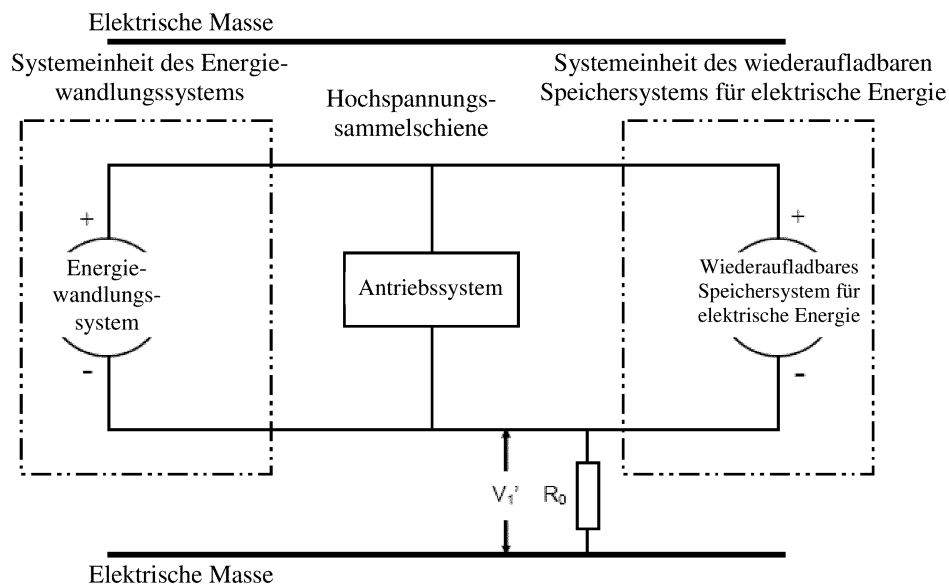 Elektrische Masse
Systemeinheit des Energie-
wandlungssystems
Systemeinheit des wiederaufladbaren
Speichersystems für elektrische Energie
Hochspannungs-
sammelschiene
+
+
Energie-
wandlungs-
system
Antriebssystem
Wiederaufladbares
Speichersystem für
elektrische Energie
-
-
V₁’ R₀
Elektrische Masse